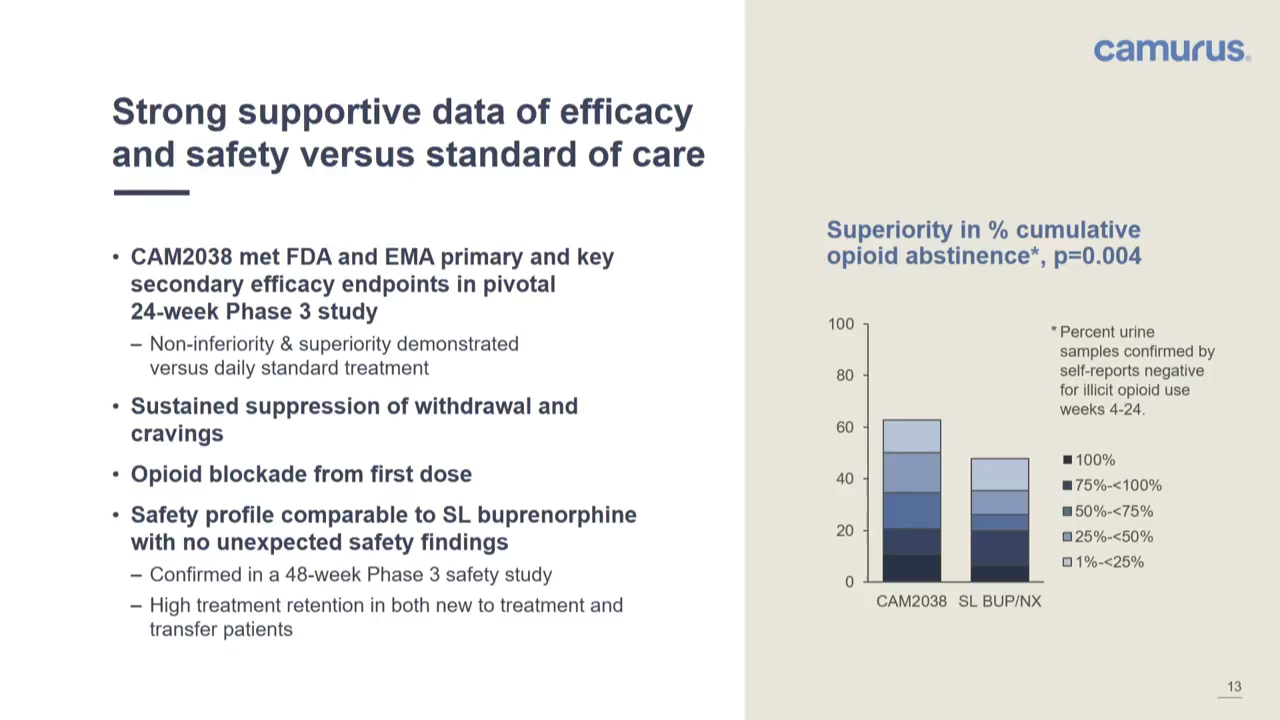 camurus®
Strong supportive data of efficacy
and safety versus standard of care
• CAM2038 met FDA and EMA primary and key
secondary efficacy endpoints in pivotal
24-week Phase 3 study
– Non-inferiority & superiority demonstrated
versus daily standard treatment
• Sustained suppression of withdrawal and
cravings
• Opioid blockade from first dose
• Safety profile comparable to SL buprenorphine
with no unexpected safety findings
– Confirmed in a 48-week Phase 3 safety study
– High treatment retention in both new to treatment and
transfer patients
Superiority in % cumulative
opioid abstinence*, p=0.004
100
80
60
40
20
0
CAM2038 SL BUP/NX
* Percent urine
samples confirmed by
self-reports negative
for illicit opioid use
weeks 4-24.
100%
75%-<100%
50%-<75%
25%-<50%
1%-<25%
13